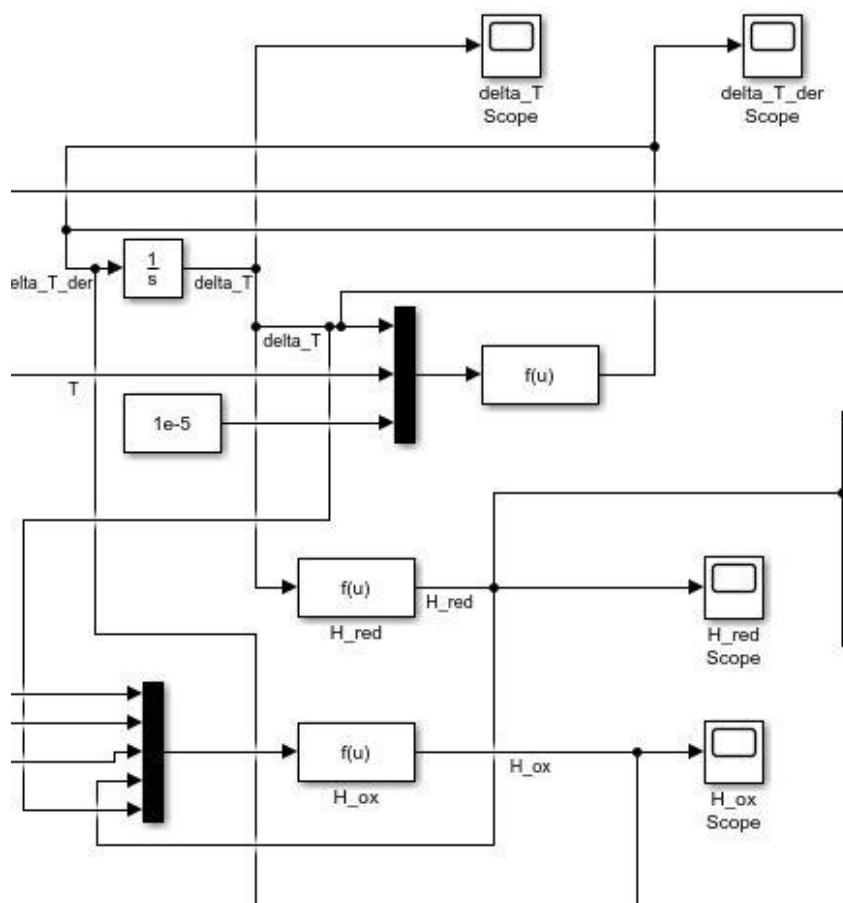 delta_T
Scope
delta_T_der
Scope
elta_T_der
1
s
delta_T
delta_T
T
f(u)
1e-5
f(u)
H_red
H_red
H_red
Scope
f(u)
H_ox
H_ox
H_ox
Scope